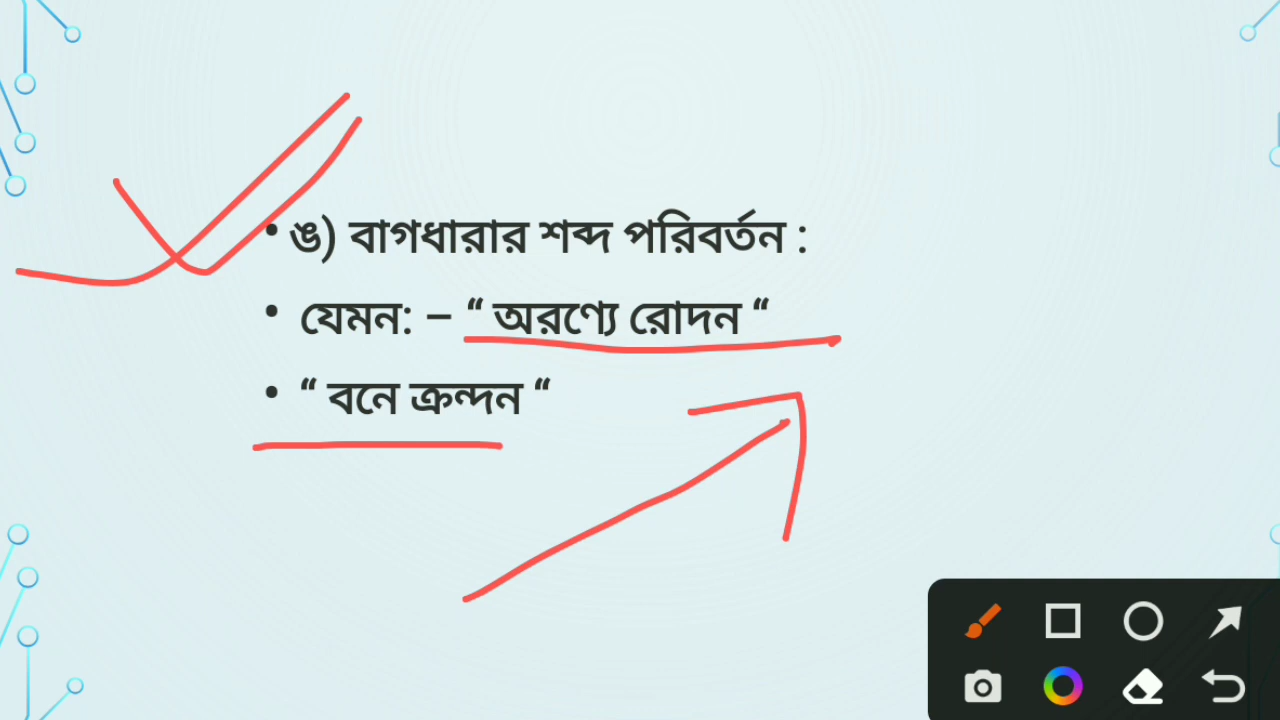 • ঙ) বাগধারার শব্দ পরিবর্তন :
• যেমন: – “ অরণ্যে রোদন “
• “ বনে ক্রন্দন “